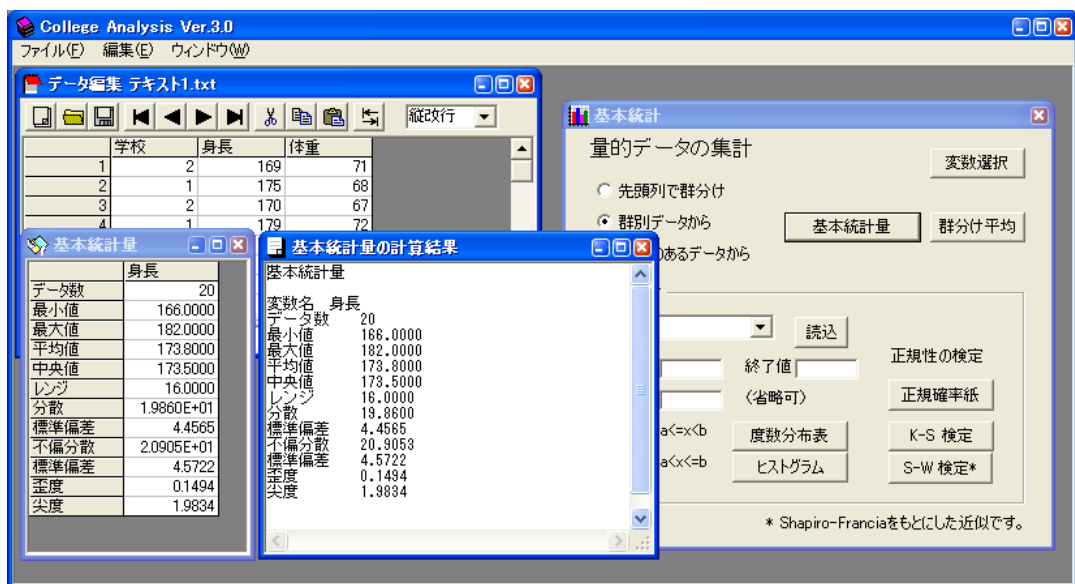 College Analysis Ver.3.0
ファイル(F) 編集(E) ウィンドウ(W)
データ編集 テキスト1.txt
縦改行
学校 身長 体重
1 2 169 71
2 1 175 68
3 2 170 67
4 1 179 72
基本統計量
身長
データ数 20
最小値 166.0000
最大値 182.0000
平均値 173.8000
中央値 173.5000
レンジ 16.0000
分散 1.9860E+01
標準偏差 4.4565
不偏分散 2.0905E+01
標準偏差 4.5722
歪度 0.1494
尖度 1.9834
基本統計量の計算結果
基本統計量
変数名 身長
データ数 20
最小値 166.0000
最大値 182.0000
平均値 173.8000
中央値 173.5000
レンジ 16.0000
分散 19.8600
標準偏差 4.4565
不偏分散 20.9053
標準偏差 4.5722
歪度 0.1494
尖度 1.9834
基本統計
量的データの集計
変数選択
先頭列で群分け
群別データから
基本統計量 群分け平均
のあるデータから
読込
終了値
正規性の検定
(省略可)
正規確率紙
a<=x<b 度数分布表 K-S 検定
a<x<=b ヒストグラム S-W 検定*
* Shapiro-Franciaをもとにした近似です。